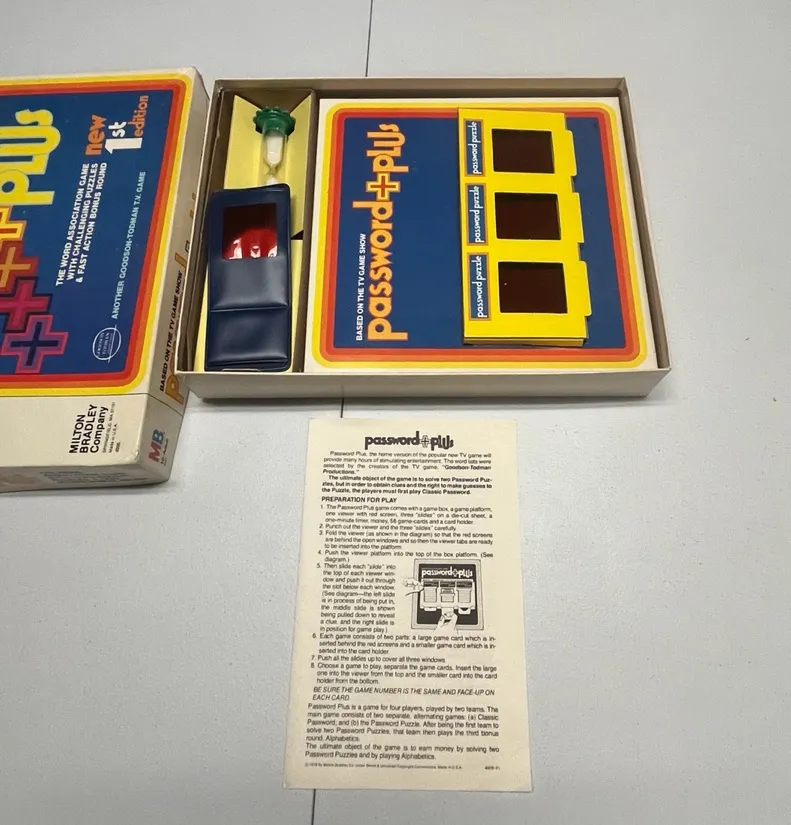 plus
new
1st
edition
THE WORD ASSOCIATION GAME
WITH CHALLENGING PUZZLES
& FAST ACTION BONUS ROUND
ANOTHER GOODSON-TODMAN T.V. GAME
BASED ON THE TV GAME SHOW
MILTON
BRADLEY
Company
MADE IN U.S.A.
MB
BASED ON THE TV GAME SHOW
password+plus
password puzzle
password puzzle
password puzzle
password+plus
Password Plus, the home version of the popular new TV game will
provide many hours of stimulating entertainment. The word lists were
selected by the creators of the TV game, "Goodson-Todman
Productions."
The ultimate object of the game is to solve two Password Puz-
zles, but in order to obtain clues and the right to make guesses to
the Puzzle, the players must first play Classic Password.
PREPARATION FOR PLAY
1. The Password Plus game comes with a game box, a game platform,
one viewer with red screen, three "slides" on a die-cut sheet, a
one-minute timer, money, 56 game-cards and a card holder.
2. Punch out the viewer and the three "slides" carefully.
3. Fold the viewer (as shown in the diagram) so that the red screens
are behind the open windows and so then the viewer tabs are ready
to be inserted into the platform.
4. Push the viewer platform into the top of the box platform. (See
diagram.)
5. Then slide each "slide" into
the top of each viewer win-
dow and push it out through
the slot below each window.
(See diagram—the left slide
is in process of being put in,
the middle slide is shown
being pulled down to reveal
a clue, and the right slide is
in position for game play.)
password+plus
6. Each game consists of two parts: a large game card which is in-
serted behind the red screens and a smaller game card which is in-
serted into the card holder.
7. Push all the slides up to cover all three windows.
8. Choose a game to play, separate the game cards. Insert the large
one into the viewer from the top and the smaller card into the card
holder from the bottom.
BE SURE THE GAME NUMBER IS THE SAME AND FACE-UP ON
EACH CARD.
Password Plus is a game for four players, played by two teams. The
main game consists of two separate, alternating games: (a) Classic
Password; and (b) the Password Puzzle. After being the first team to
solve two Password Puzzles, that team then plays the third bonus
round, Alphabetics.
The ultimate object of the game is to earn money by solving two
Password Puzzles and by playing Alphabetics.